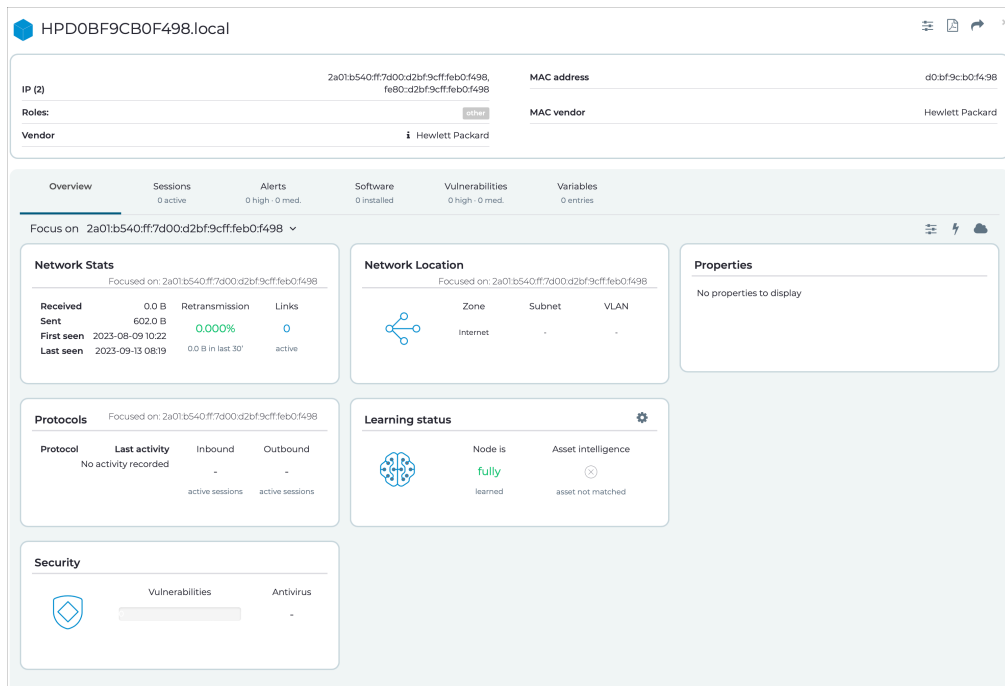 HPD0BF9CB0F498.local
IP (2)
2a01:b540:ff:7d00:d2bf:9cff:feb0:f498,
fe80::d2bf:9cff:feb0:f498
MAC address
d0:bf:9c:b0:f4:98
Roles:
other
MAC vendor
Hewlett Packard
Vendor
Hewlett Packard
Overview
Sessions
0 active
Alerts
0 high · 0 med.
Software
0 installed
Vulnerabilities
0 high · 0 med.
Variables
0 entries
Focus on 2a01:b540:ff:7d00:d2bf:9cff:feb0:f498
Network Stats
Focused on: 2a01:b540:ff:7d00:d2bf:9cff:feb0:f498
Received 0.0 B
Sent 602.0 B
First seen 2023-08-09 10:22
Last seen 2023-09-13 08:19
Retransmission
0.000%
0.0 B in last 30'
Links
0
active
Network Location
Focused on: 2a01:b540:ff:7d00:d2bf:9cff:feb0:f498
Zone Subnet VLAN
Internet - -
Properties
No properties to display
Protocols
Focused on: 2a01:b540:ff:7d00:d2bf:9cff:feb0:f498
Protocol Last activity
No activity recorded
Inbound
-
active sessions
Outbound
-
active sessions
Learning status
Node is
fully
learned
Asset intelligence
asset not matched
Security
Vulnerabilities
Antivirus
-